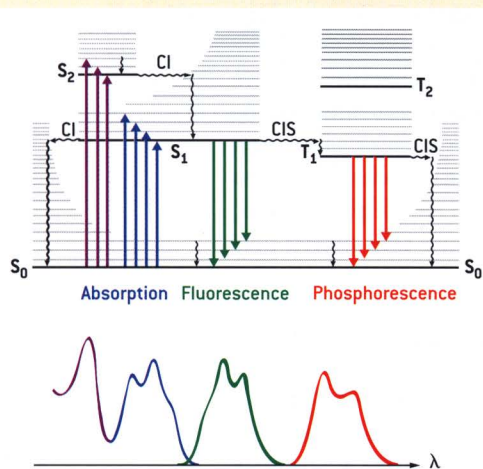 CI
S2
T2
CI
S1
CIS
T1
CIS
S0
S0
Absorption Fluorescence Phosphorescence
λ